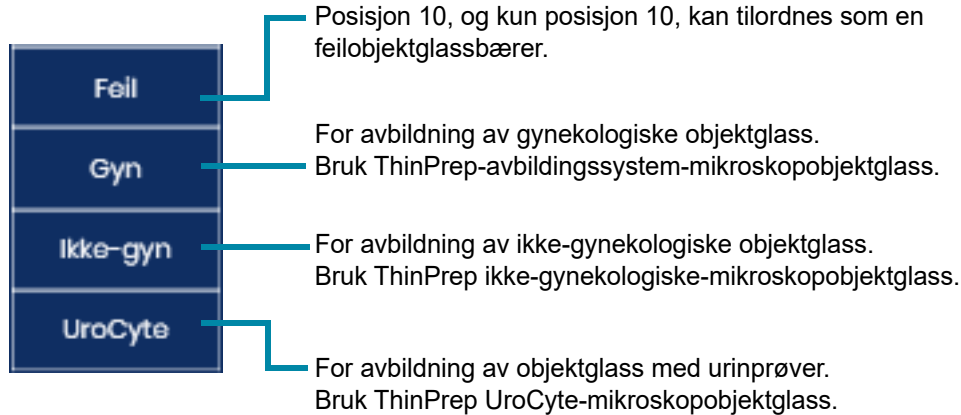 Posisjon 10, og kun posisjon 10, kan tilordnes som en
feilobjektglassbærer.
Feil
For avbildning av gynekologiske objektglass.
Gyn
Bruk ThinPrep-avbildingssystem-mikroskopobjektglass.
Ikke-gyn
For avbildning av ikke-gynekologiske objektglass.
Bruk ThinPrep ikke-gynekologiske-mikroskopobjektglass.
UroCyte
For avbildning av objektglass med urinprøver.
Bruk ThinPrep UroCyte-mikroskopobjektglass.